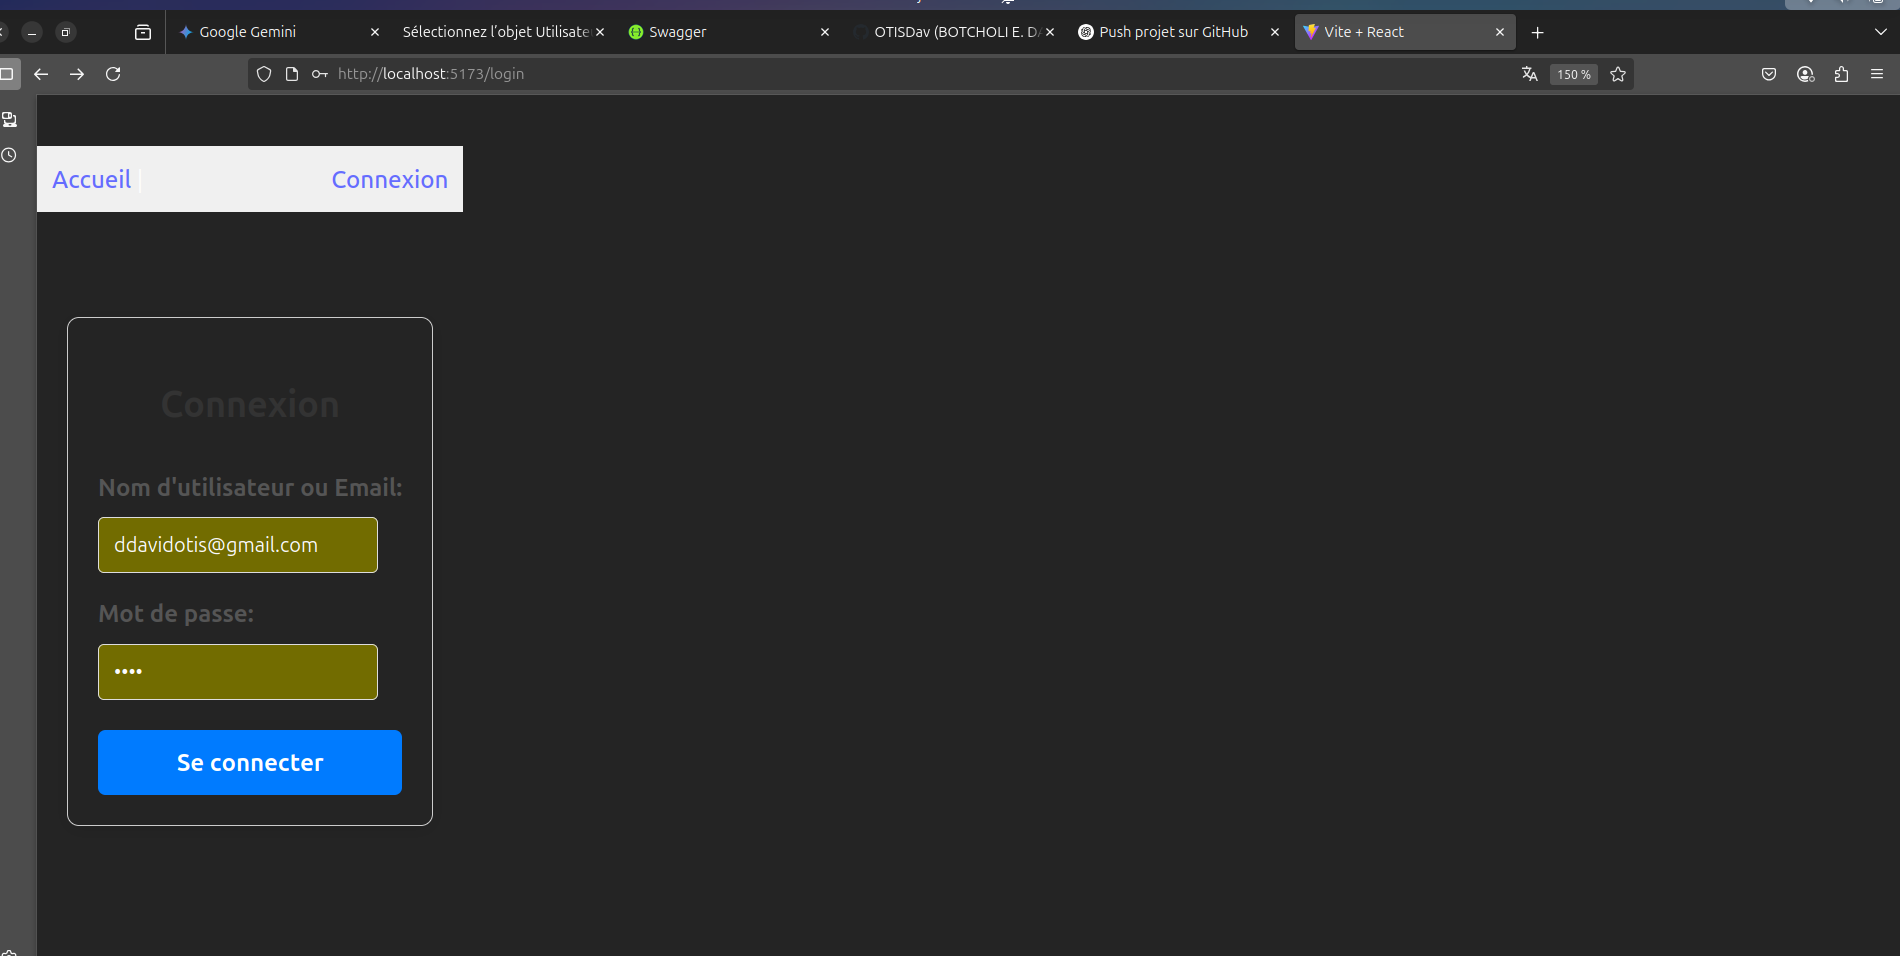 Google Gemini
Sélectionnez l’objet Utilisate
Swagger
OTISDav (BOTCHOLI E. DA
Push projet sur GitHub
Vite + React
http://localhost:5173/login
150 %
Accueil |
Connexion
Connexion
Nom d'utilisateur ou Email:
ddavidotis@gmail.com
Mot de passe:
••••
Se connecter